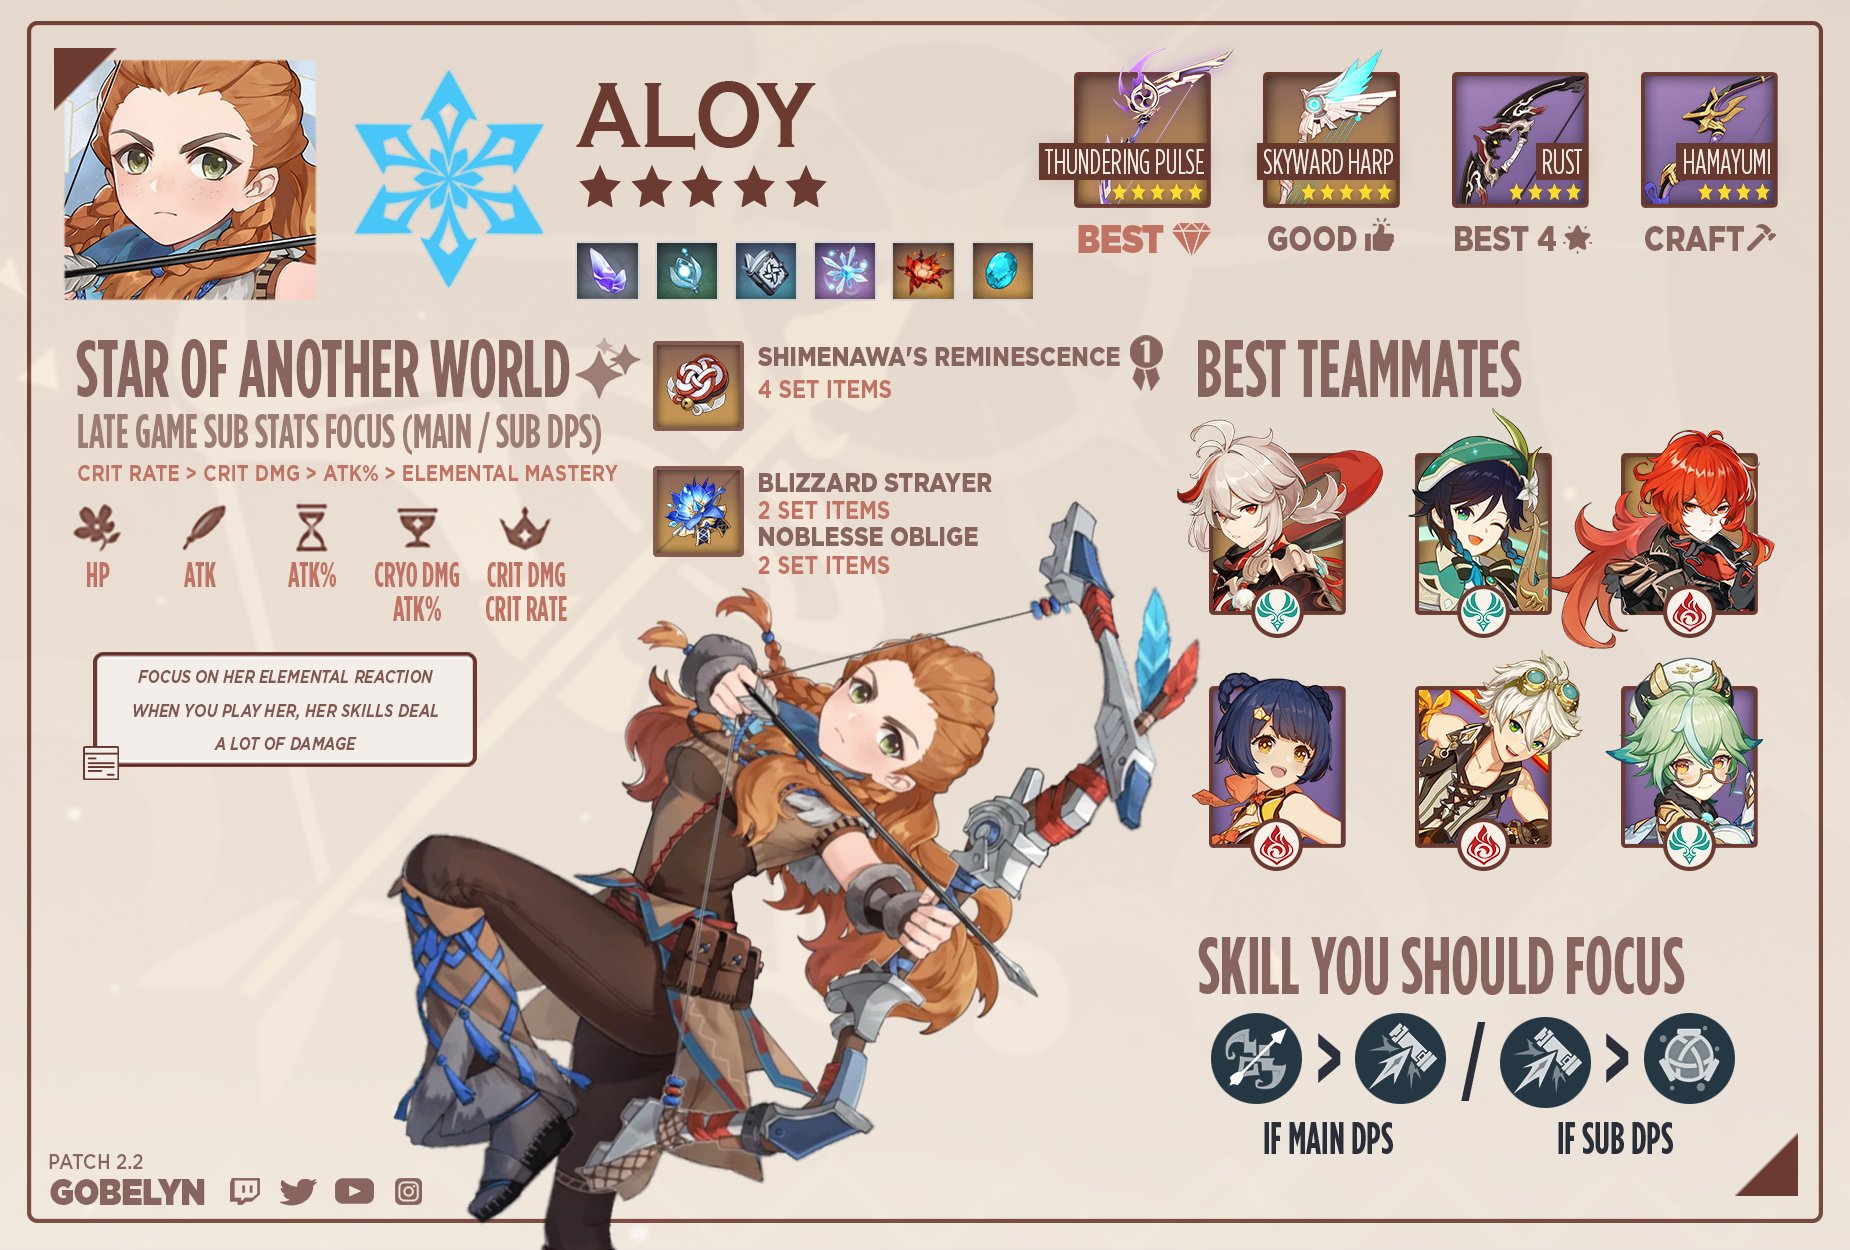 ALOY
THUNDERING PULSE
BEST
SKYWARD HARP
GOOD
RUST
BEST 4
HAMAYUMI
CRAFT
STAR OF ANOTHER WORLD
LATE GAME SUB STATS FOCUS (MAIN / SUB DPS)
CRIT RATE > CRIT DMG > ATK% > ELEMENTAL MASTERY
HP
ATK
ATK%
CRYO DMG
ATK%
CRIT DMG
CRIT RATE
FOCUS ON HER ELEMENTAL REACTION
WHEN YOU PLAY HER, HER SKILLS DEAL
A LOT OF DAMAGE
SHIMENAWA'S REMINESCENCE
1
4 SET ITEMS
BLIZZARD STRAYER
2 SET ITEMS
NOBLESSE OBLIGE
2 SET ITEMS
BEST TEAMMATES
SKILL YOU SHOULD FOCUS
> / >
IF MAIN DPS
IF SUB DPS
PATCH 2.2
GOBELYN